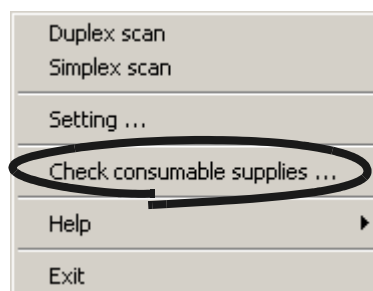 Duplex scan
Simplex scan
Setting ...
Check consumable supplies ...
Help
Exit